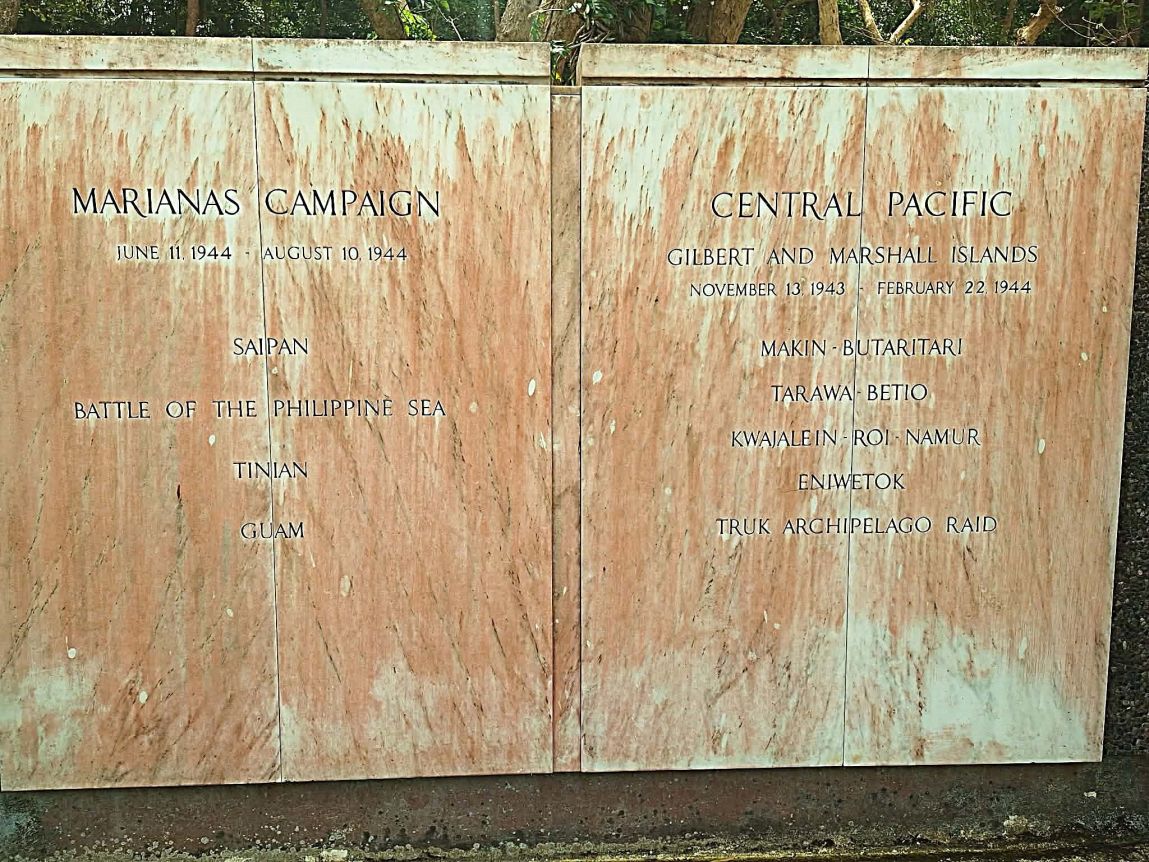 MARIANAS CAMPAIGN
JUNE 11, 1944 - AUGUST 10, 1944
SAIPAN
BATTLE OF THE PHILIPPINE SEA
TINIAN
GUAM
CENTRAL PACIFIC
GILBERT AND MARSHALL ISLANDS
NOVEMBER 13, 1943 - FEBRUARY 22, 1944
MAKIN - BUTARITARI
TARAWA - BETIO
KWAJALEIN - ROI - NAMUR
ENIWETOK
TRUK ARCHIPELAGO RAID